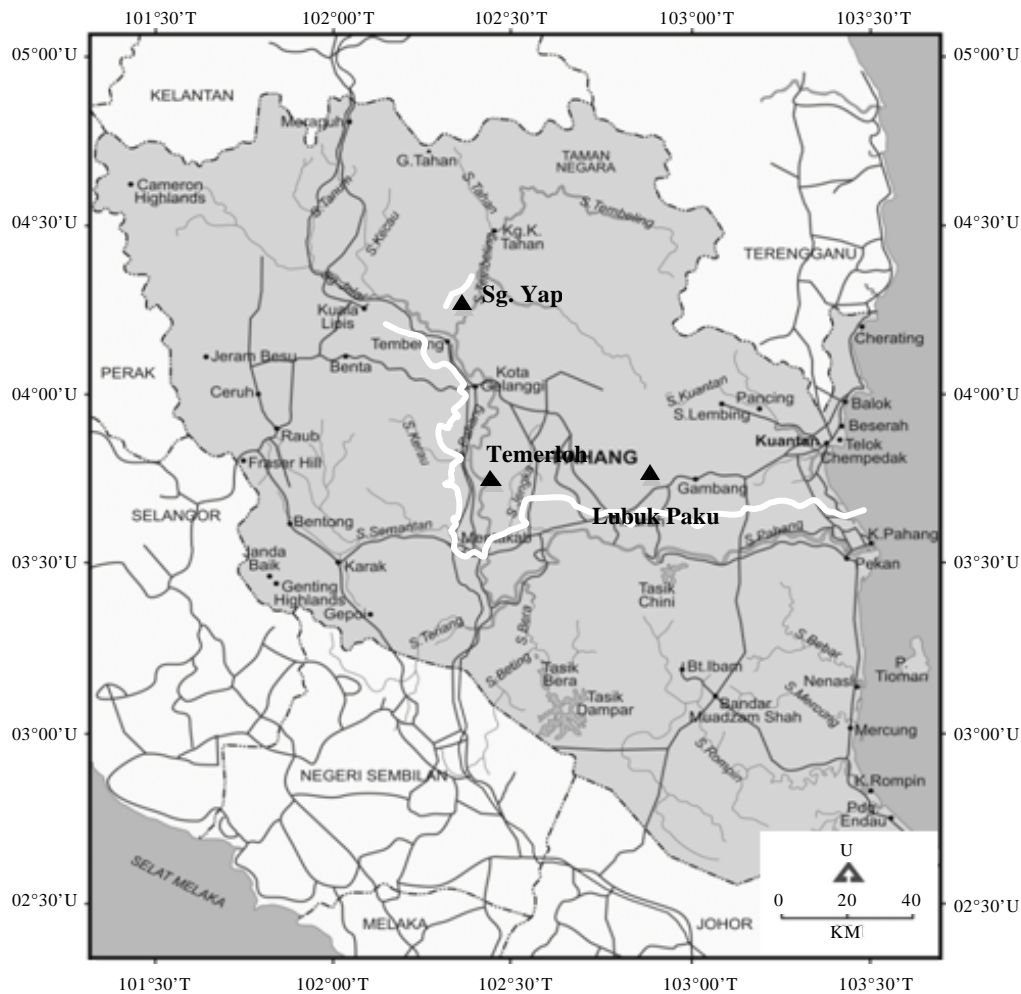 101°30'T 102°00'T 102°30'T 103°00'T 103°30'T
05°00'U 05°00'U
KELANTAN
Merapuh
G.Tahan
TAMAN
NEGARA
Cameron
Highlands
S.Tanum
S.Tahan
S.Tembeling
S.Kecau
04°30'U 04°30'U
Kg.K.
Tahan
TERENGGANU
S.Tembeling
Sg. Yap
Kuala
Lipis
Cherating
Tembering
Jeram Besu
Benta
PERAK
Kota
Gelanggi
04°00'U 04°00'U
Ceruh
S.Kuantan
Pancing
S.Lembing
Balok
Beserah
Raub
S.Kerau
Kuantan
Telok
Chempedak
Temerloh
Fraser Hill
Gambang
S.Jengka
SELANGOR
Bentong
S.Semantan
Lubuk Paku
S.Pahang
K.Pahang
03°30'U 03°30'U
Janda
Baik
Karak
Pekan
Genting
Highlands
Tasik
Chini
Gepoi
S.Teriang
S.Bera
S.Bebar
S.Beting
Tasik
Bera
Bt.Ibam
P.
Tioman
Nenasi
Tasik
Dampar
Bandar
Muadzam Shah
S.Mercung
Mercung
03°00'U 03°00'U
NEGERI SEMBILAN
S.Rompin
K.Rompin
Endau
SELAT MELAKA
U
02°30'U 02°30'U
0 20 40
KM
MELAKA
JOHOR
101°30'T 102°00'T 102°30'T 103°00'T 103°30'T